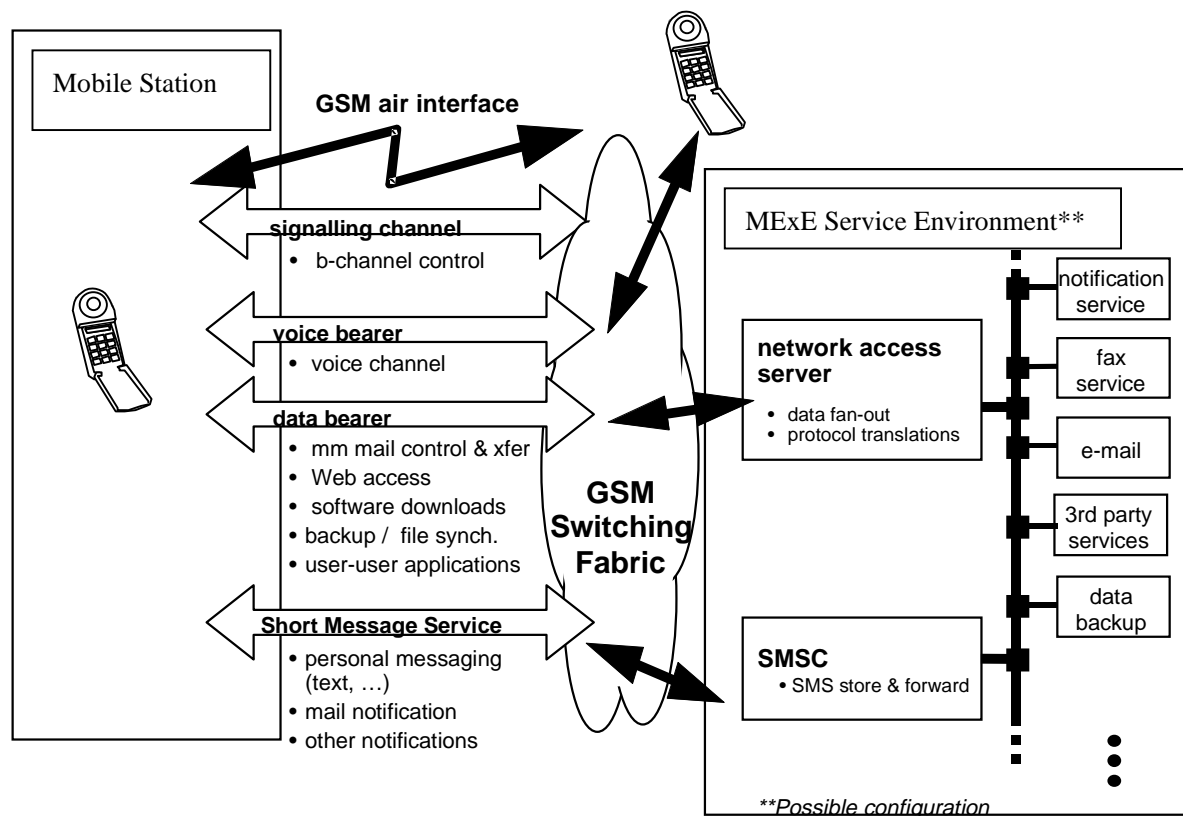 Mobile Station
GSM air interface
signalling channel
• b-channel control
voice bearer
• voice channel
data bearer
• mm mail control & xfer
• Web access
• software downloads
• backup / file synch.
• user-user applications
Short Message Service
• personal messaging
(text, …)
• mail notification
• other notifications
GSM
Switching
Fabric
MExE Service Environment**
network access
server
• data fan-out
• protocol translations
SMSC
• SMS store & forward
notification
service
fax
service
e-mail
3rd party
services
data
backup
**Possible configuration